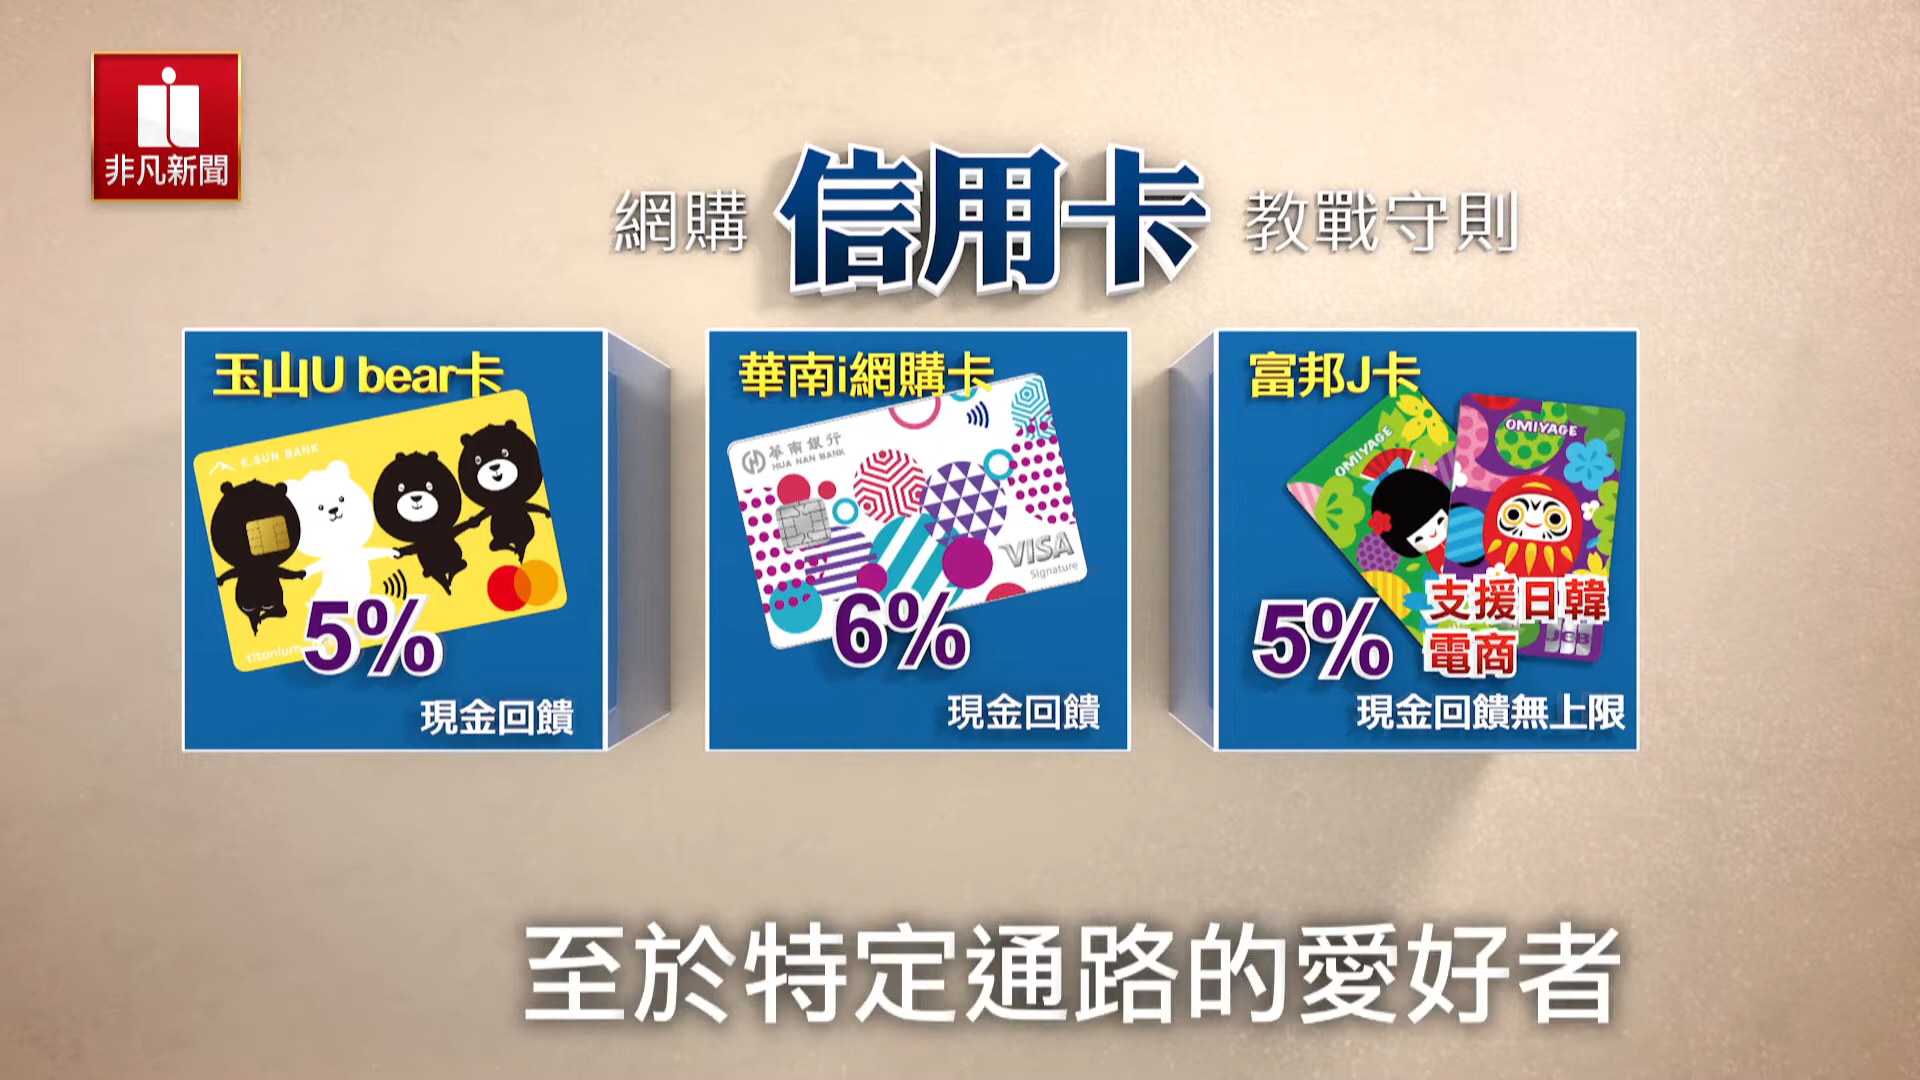 非凡新聞
網購 信用卡 教戰守則
玉山U bear卡
E.SUN BANK
titanium
5%
現金回饋
華南i網購卡
華南銀行
HUA NAN BANK
VISA
Signature
6%
現金回饋
富邦J卡
OMIYAGE
OMIYAGE
JCB
5%
支援日韓
電商
現金回饋無上限
至於特定通路的愛好者